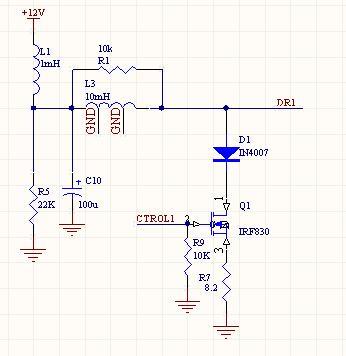 +12V
L1
1mH
10k
R1
L3
10mH
GND
GND
DR1
D1
IN4007
R5
22K
+
C10
100u
CTROL1
2
1
Q1
IRF830
3
R9
10K
R7
8.2